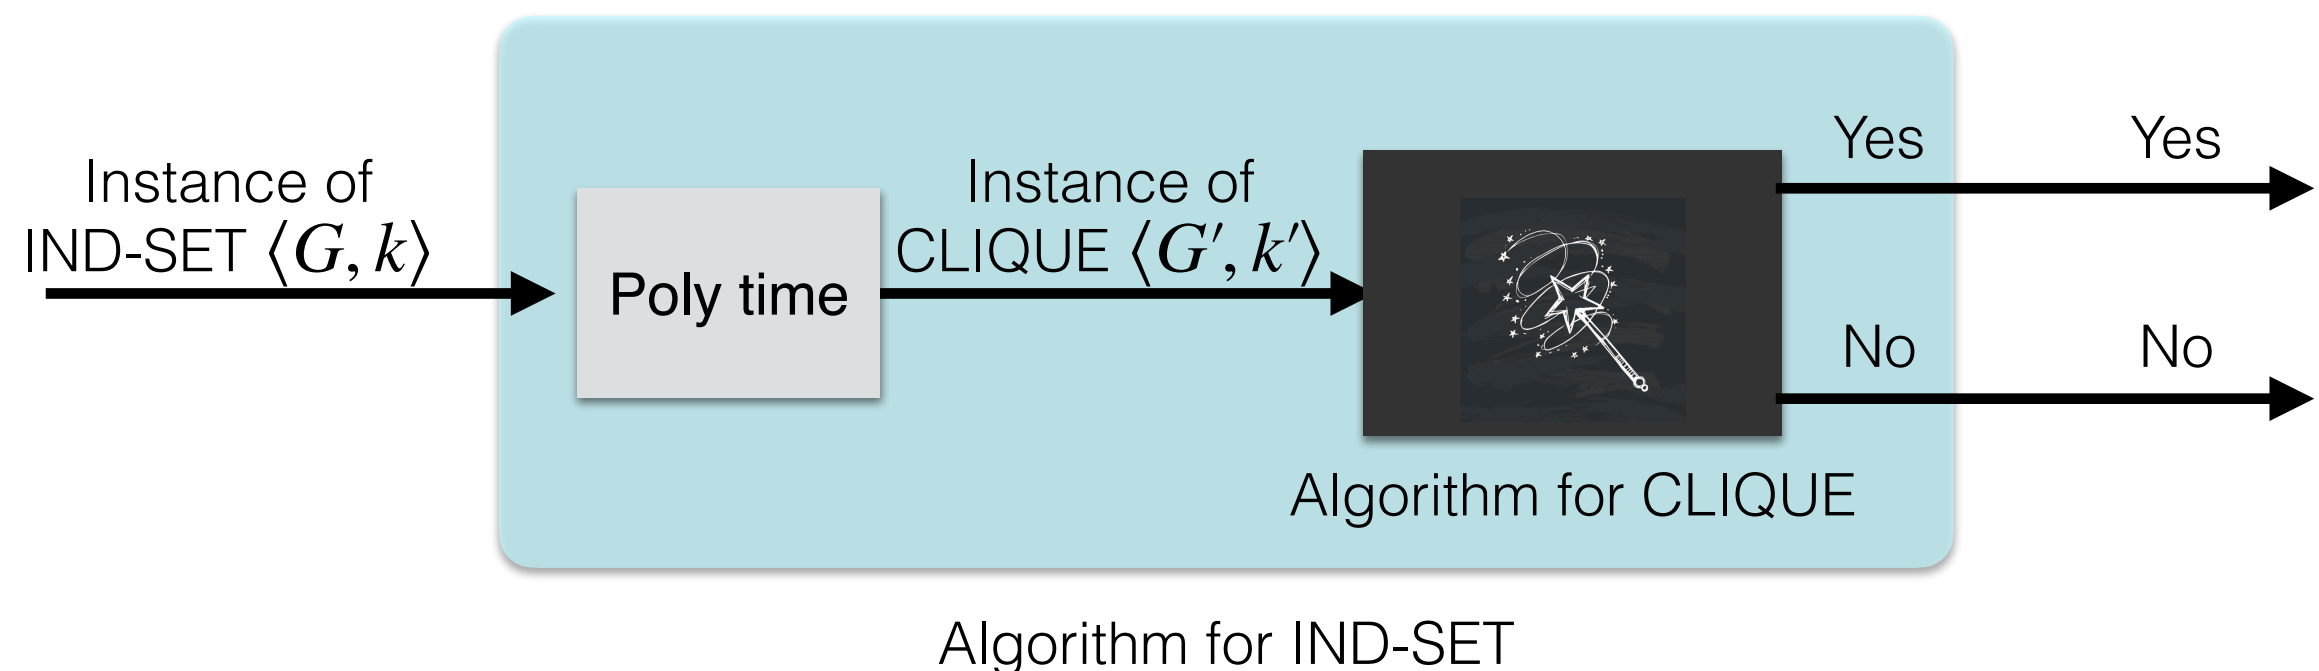 Instance of
IND-SET ⟨G, k⟩
Poly time
Instance of
CLIQUE ⟨G′, k′⟩
Yes
Yes
No
No
Algorithm for CLIQUE
Algorithm for IND-SET